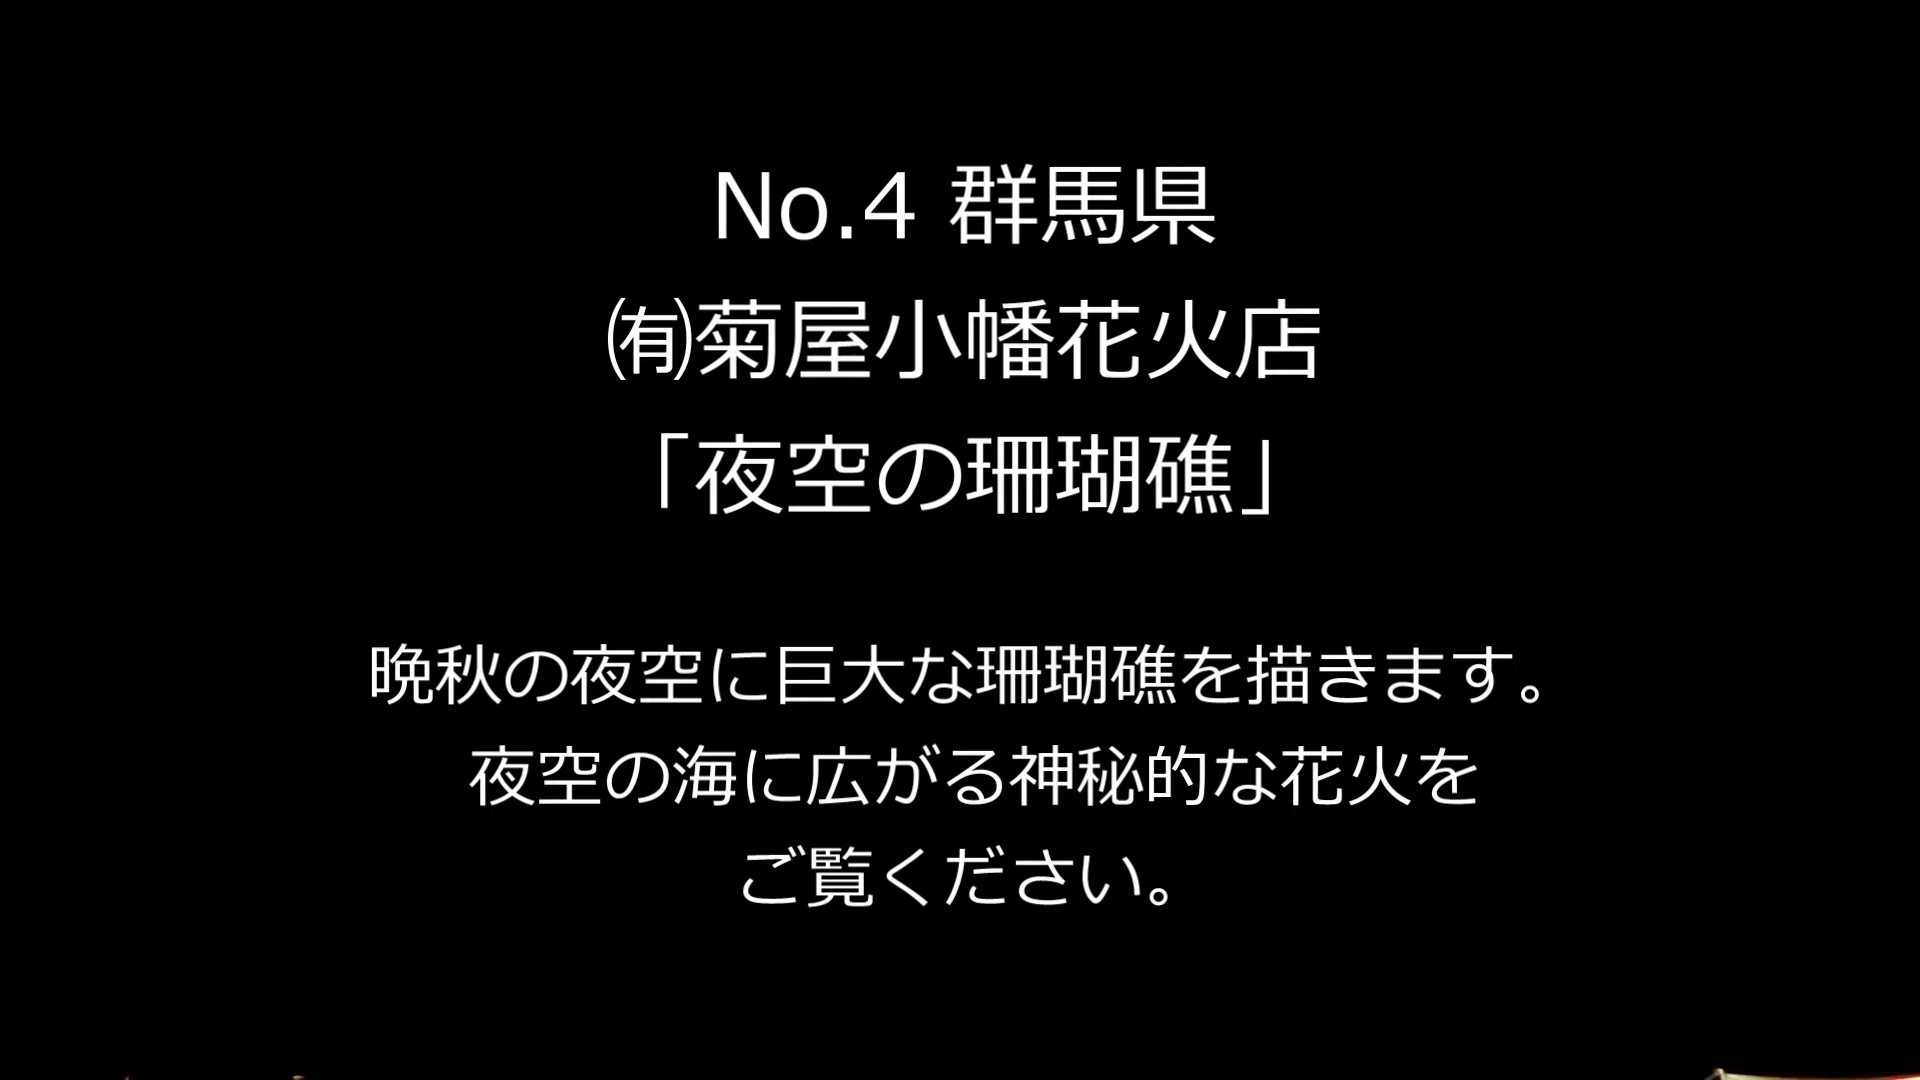 No.4 群馬県
㈲菊屋小幡花火店
「夜空の珊瑚礁」
晩秋の夜空に巨大な珊瑚礁を描きます。
夜空の海に広がる神秘的な花火を
ご覧ください。